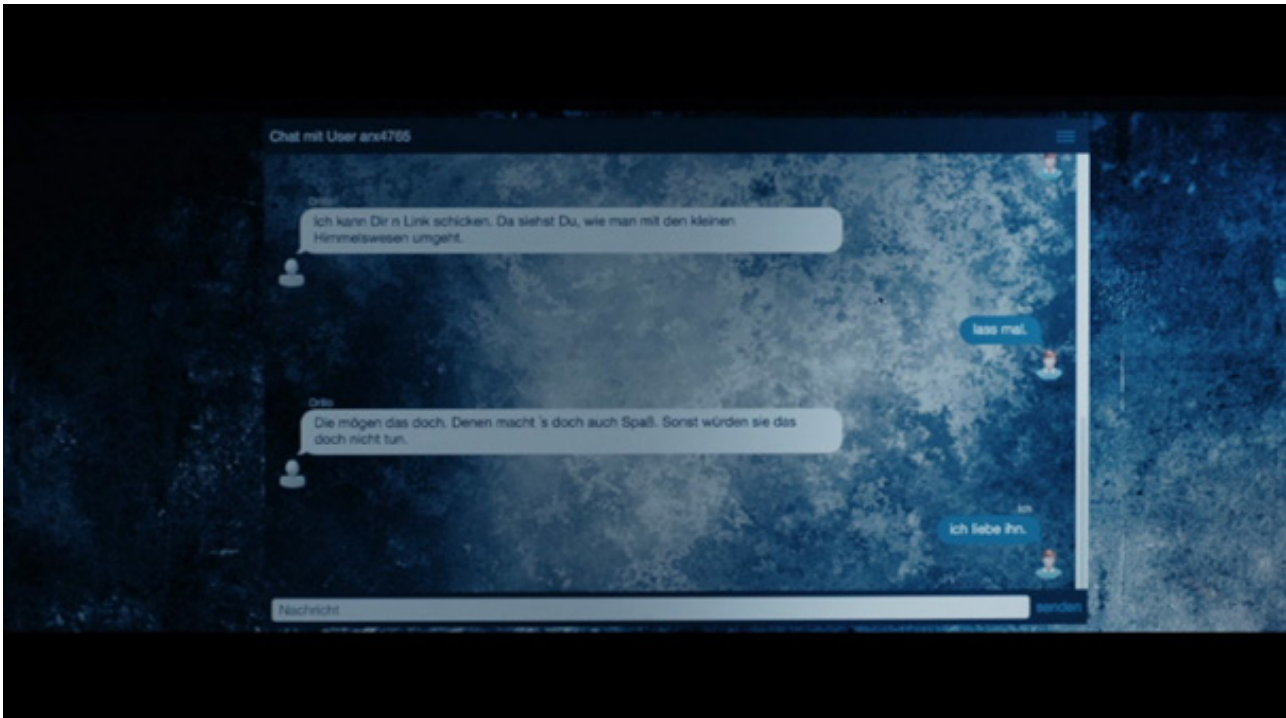 Chat mit User arx4765
Ich kann Dir n Link schicken. Da siehst Du, wie man mit den kleinen
Himmelswesen umgeht.
Ich
lass mal.
Die mögen das doch. Denen macht 's doch auch Spaß. Sonst würden sie das
doch nicht tun.
Ich
ich liebe ihn.
Nachricht
senden